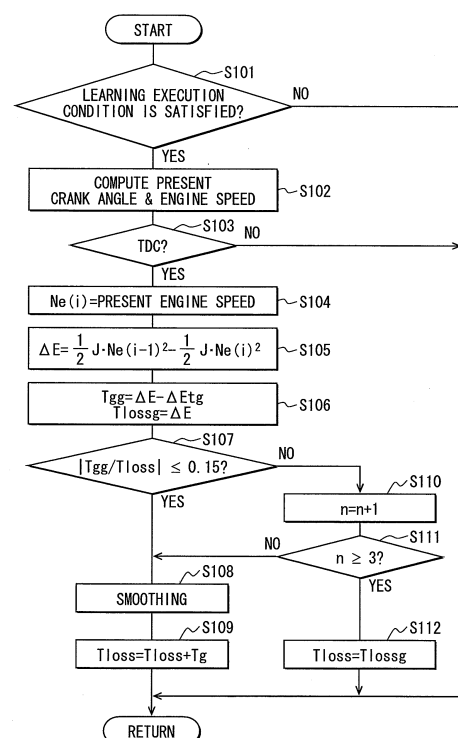 START
S101
LEARNING EXECUTION
CONDITION IS SATISFIED?
NO
YES
COMPUTE PRESENT
CRANK ANGLE & ENGINE SPEED
S102
S103
TDC?
NO
YES
Ne(i)=PRESENT ENGINE SPEED
S104
ΔE=1/2 J·Ne(i-1)²-1/2 J·Ne(i)²
S105
Tgg=ΔE-ΔEtg
Tlossg=ΔE
S106
S107
|Tgg/Tloss| ≤ 0.15?
NO
YES
S110
n=n+1
S111
NO
n ≥ 3?
YES
S108
SMOOTHING
S109
Tloss=Tloss+Tg
S112
Tloss=Tlossg
RETURN